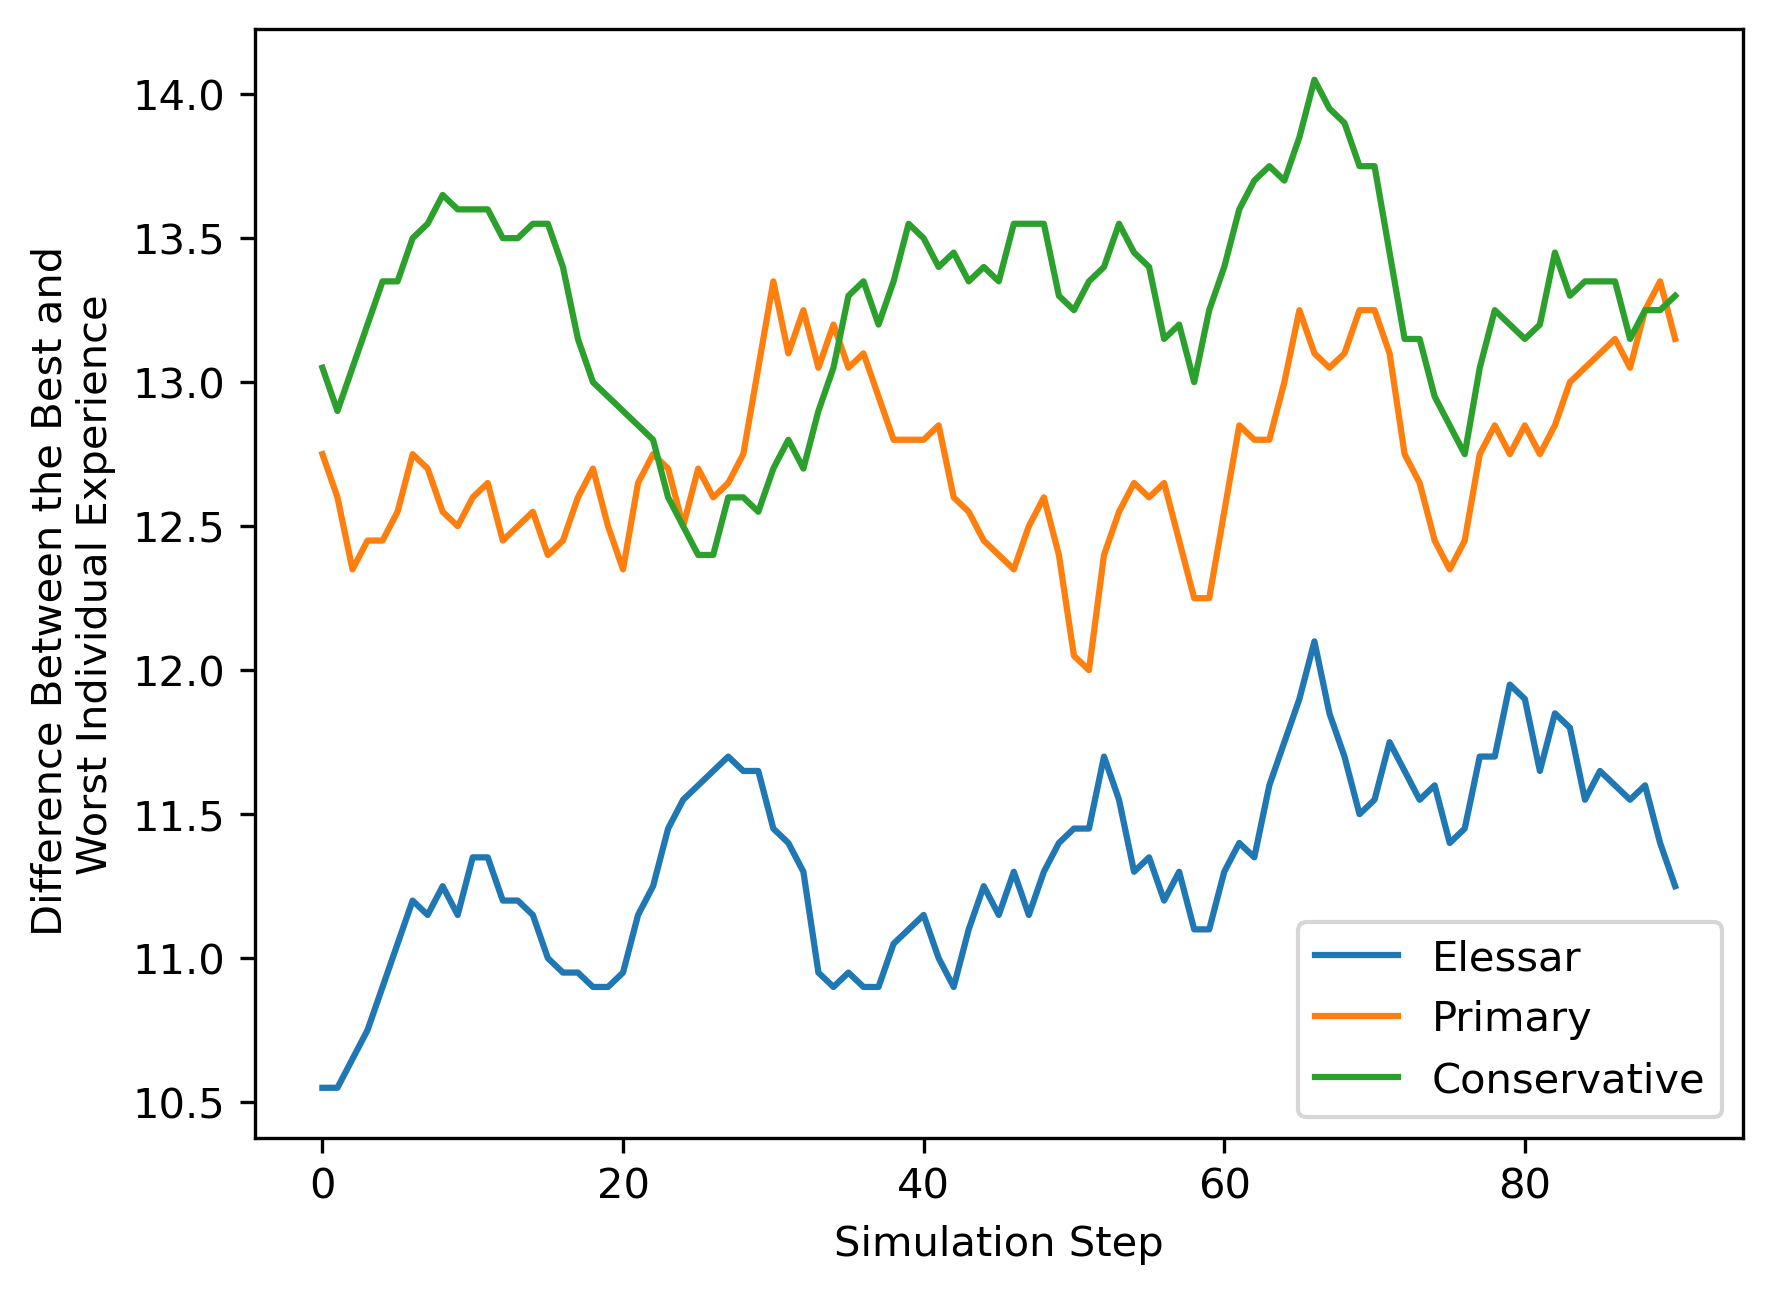 Difference Between the Best and
Worst Individual Experience
14.0
13.5
13.0
12.5
12.0
11.5
11.0
10.5
0 20 40 60 80
Simulation Step
Elessar
Primary
Conservative